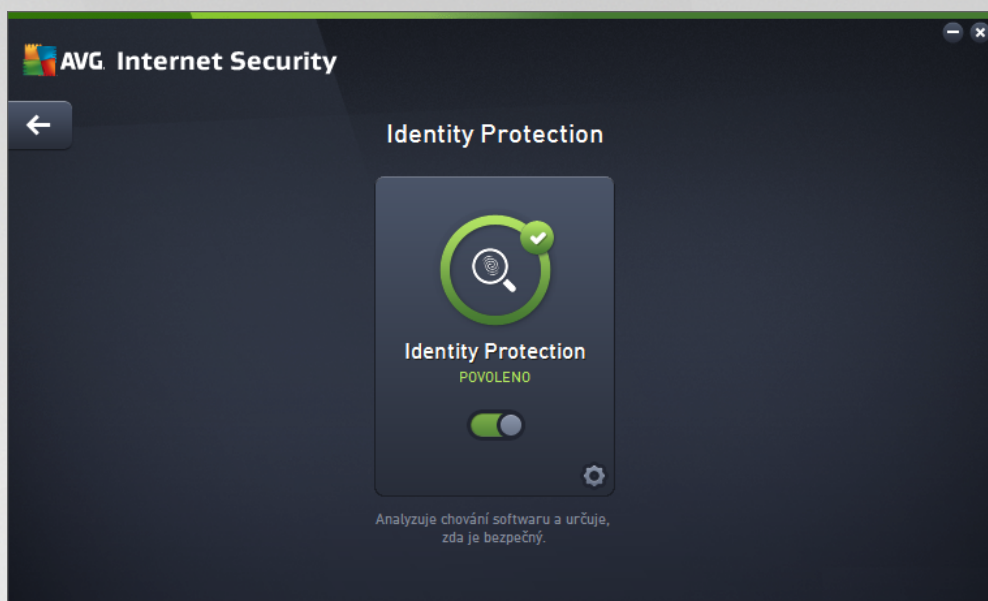 AVG. Internet Security
Identity Protection
Identity Protection
POVOLENO
Analyzuje chování softwaru a určuje,
zda je bezpečný.